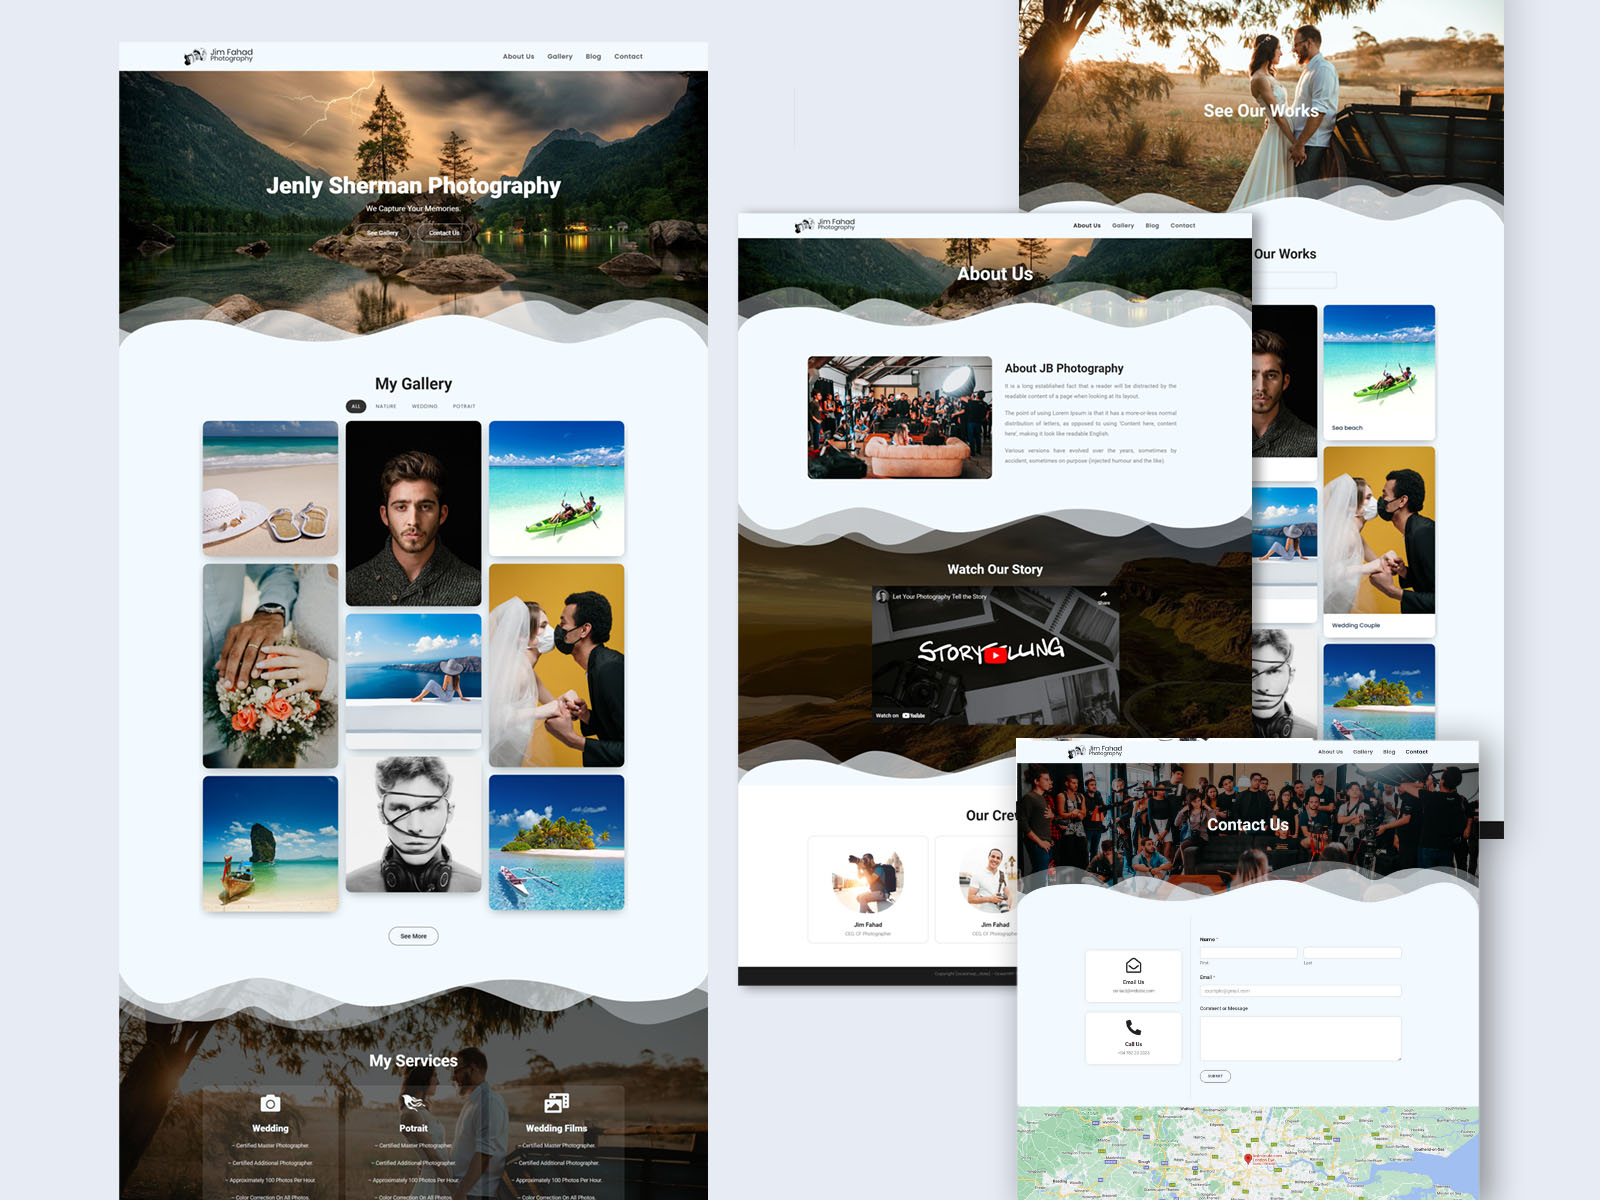 Jim Fahad
Photography
About Us Gallery Blog Contact
Jenly Sherman Photography
We Capture Your Memories.
See Gallery Contact Us
My Gallery
ALL NATURE WEDDING POTRAIT
See More
My Services
Wedding
– Certified Master Photographer.
– Certified Additional Photographer.
– Approximately 100 Photos Per Hour
– Color Correction On All Photos.
Potrait
– Certified Master Photographer.
– Certified Additional Photographer.
– Approximately 100 Photos Per Hour.
– Color Correction On All Photos.
Wedding Films
– Certified Master Photographer.
– Certified Additional Photographer.
– Approximately 100 Photos Per Hour.
– Color Correction On All Photos.
Jim Fahad
Photography
About Us Gallery Blog Contact
About Us
About JB Photography
It is a long established fact that a reader will be distracted by the
readable content of a page when looking at its layout.
The point of using Lorem Ipsum is that it has a more-or-less normal
distribution of letters, as opposed to using 'Content here, content
here', making it look like readable English.
Various versions have evolved over the years, sometimes by
accident, sometimes on purpose (injected humour and the like).
Watch Our Story
Let Your Photography Tell the Story
Share
STORYTELLING
Watch on YouTube
Our Crew
Jim Fahad
CEO, Of Photographer
Jim Fahad
CEO, Of Photographer
See Our Works
Our Works
Sea beach
Wedding Couple
Jim Fahad
Photography
About Us Gallery Blog Contact
Contact Us
Email Us
Call Us
Name *
First Last
Email *
example@gmail.com
Comment or Message
SUBMIT